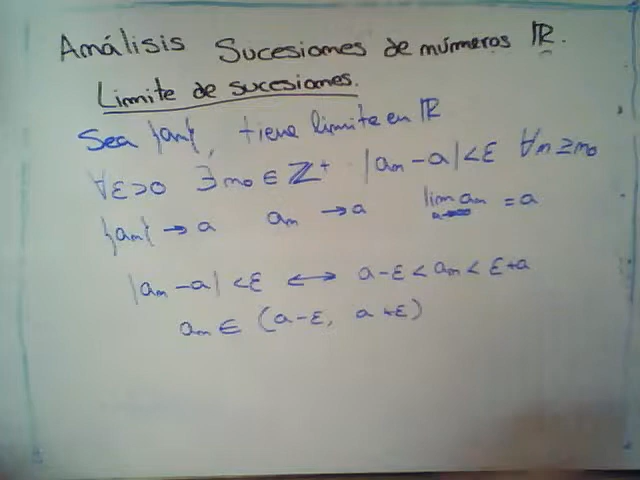 Análisis Sucesiones de números ℝ.
Limite de sucesiones.
Sea {an}, tiene limite en ℝ
∀ε>0 ∃ n₀ ∈ ℤ⁺ |an - a| < ε ∀n ≥ n₀
{an} → a an → a lim an = a
|an - a| < ε ↔ a-ε < an < ε+a
an ∈ (a-ε, a+ε)